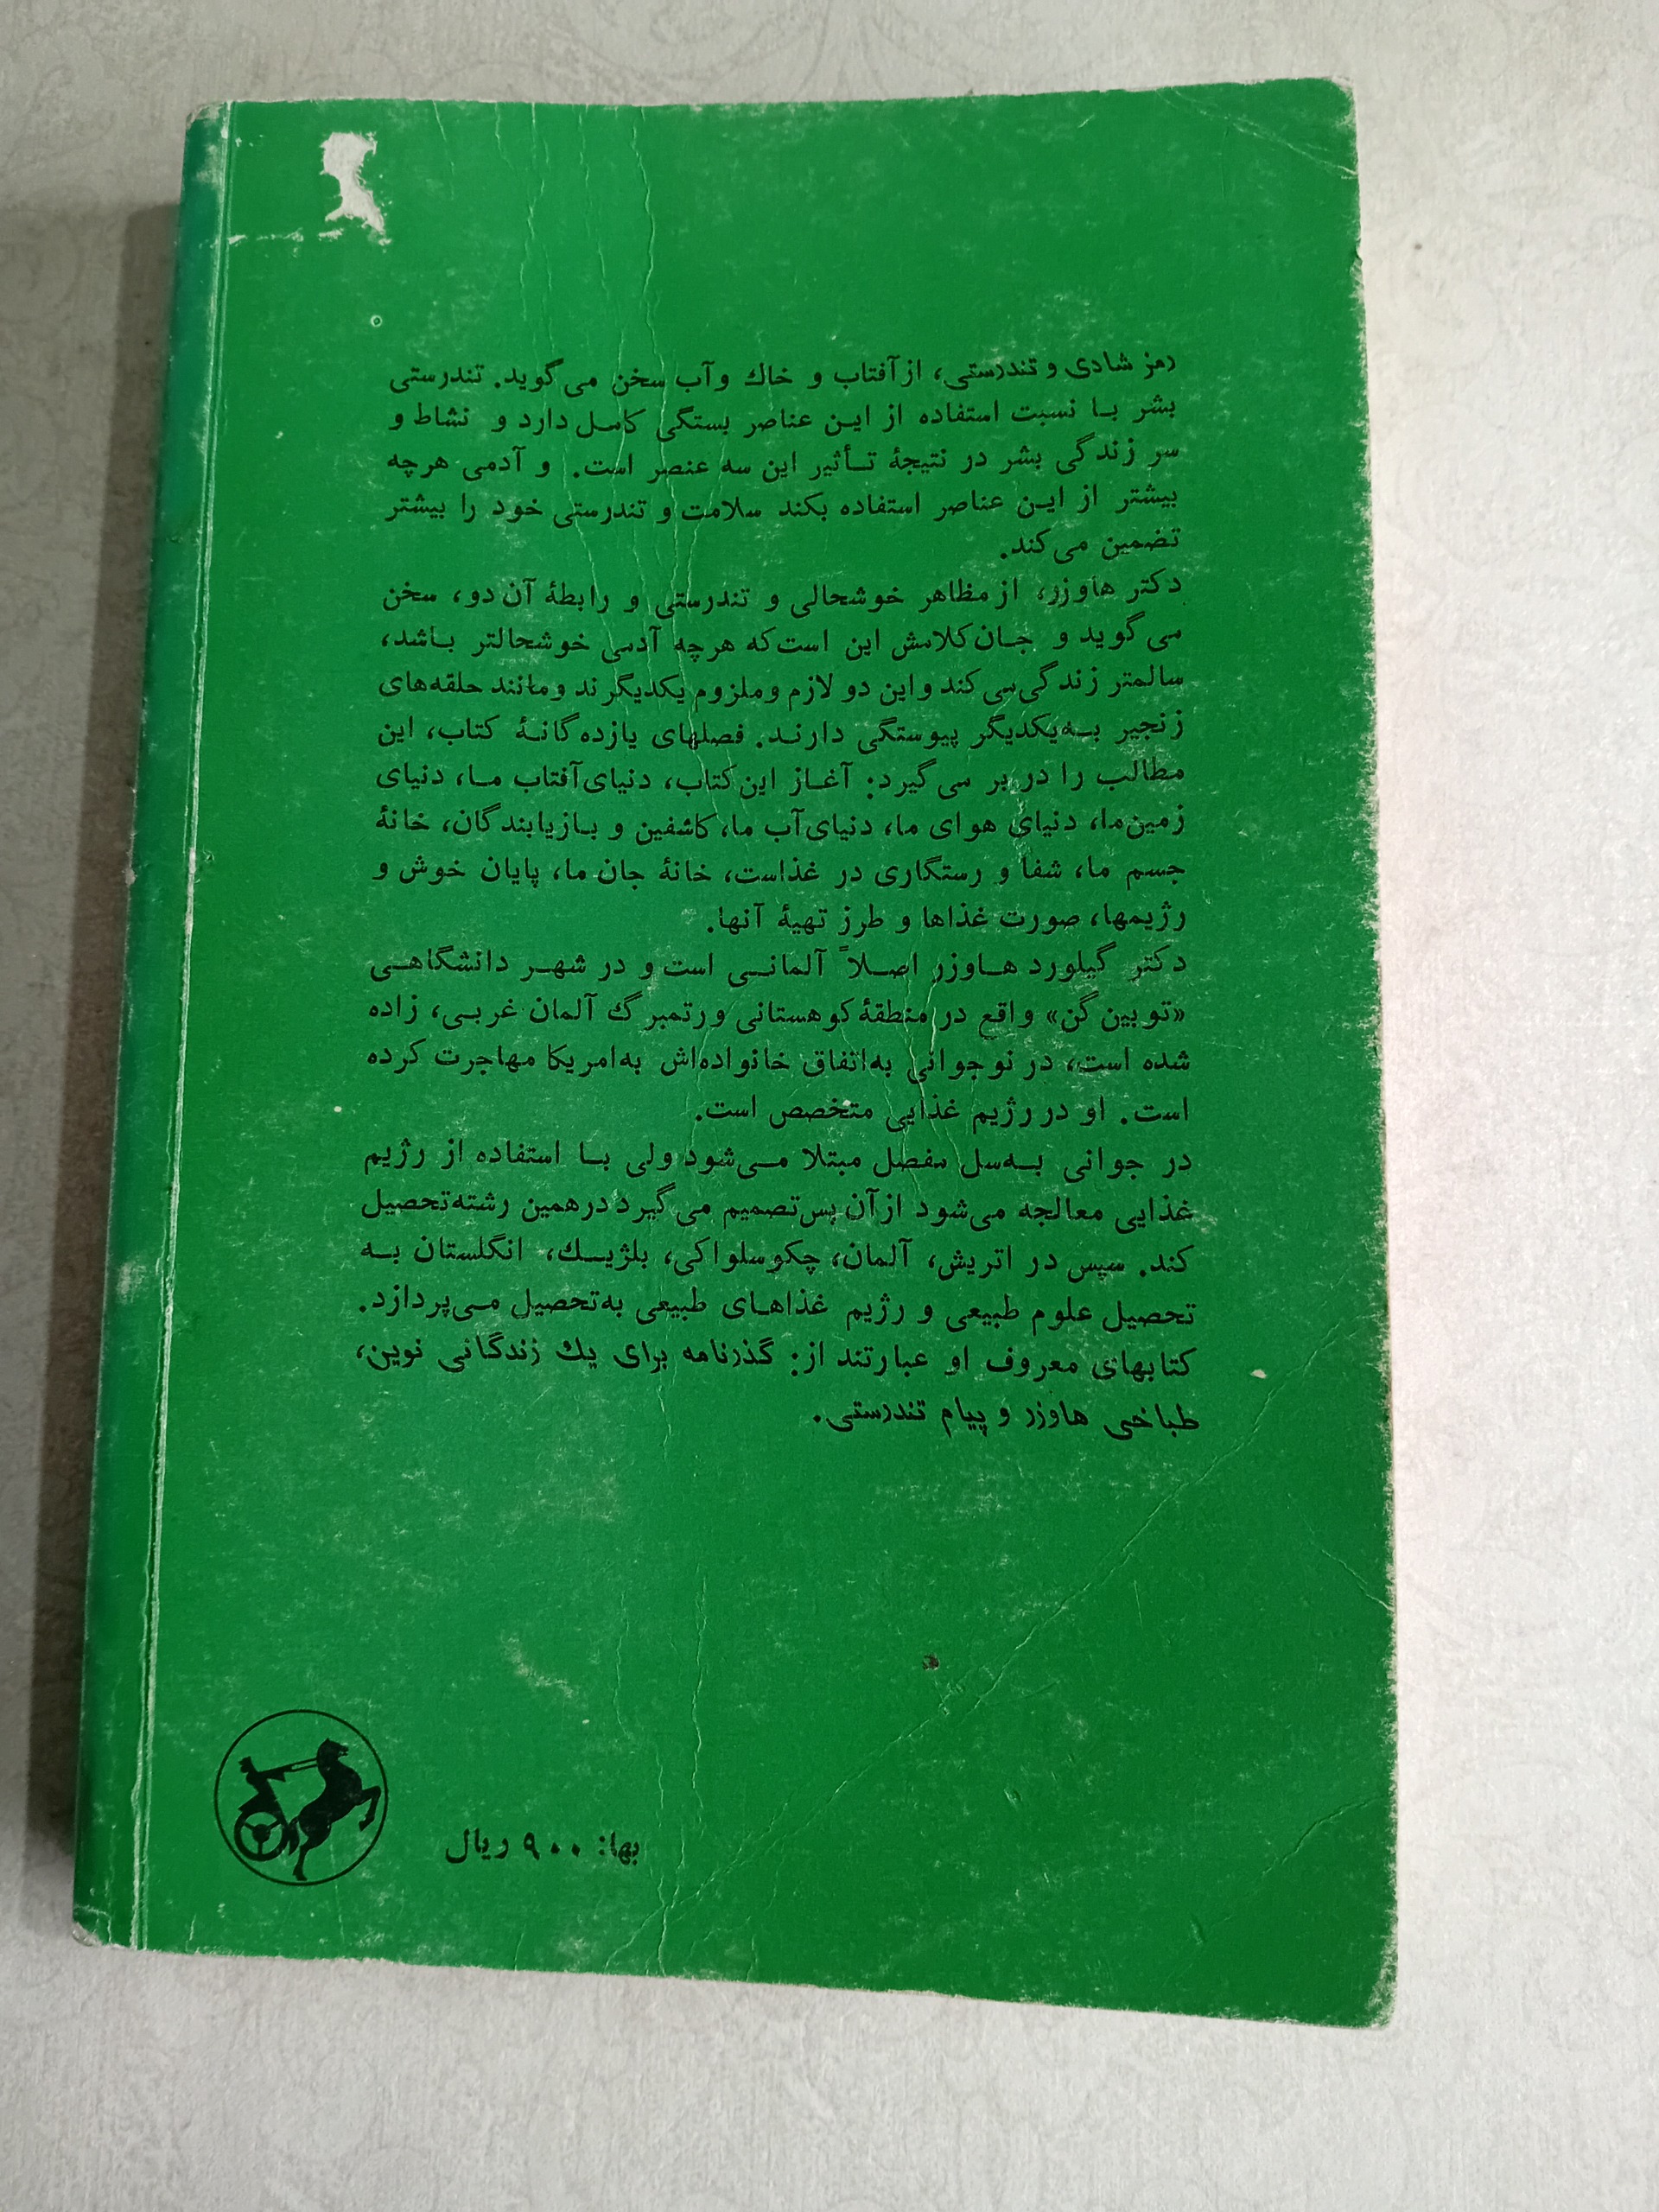 رمز شادی و تندرستی، از آفتاب و خاك و آب سخن می‌گوید. تندرستی
بشر با نسبت استفاده از این عناصر بستگی کامل دارد و نشاط و
سر زندگی بشر در نتیجهٔ تأثیر این سه عنصر است. و آدمی هرچه
بیشتر از این عناصر استفاده بکند سلامت و تندرستی خود را بیشتر
تضمین می‌کند.
دکتر هاوزر، از مظاهر خوشحالی و تندرستی و رابطهٔ آن دو، سخن
می‌گوید و جان کلامش این است که هرچه آدمی خوشحالتر باشد،
سالمتر زندگی می‌کند و این دو لازم و ملزوم یکدیگرند و مانند حلقه‌های
زنجیر به‌یکدیگر پیوستگی دارند. فصلهای یازده‌گانهٔ کتاب، این
مطالب را در بر می‌گیرد: آغاز این کتاب، دنیای آفتاب ما، دنیای
زمین ما، دنیای هوای ما، دنیای آب ما، کاشفین و بازیابندگان، خانهٔ
جسم ما، شفا و رستگاری در غذاست، خانهٔ جان ما، پایان خوش و
رژیمها، صورت غذاها و طرز تهیهٔ آنها.
دکتر گیلورد هاوزر اصلاً آلمانی است و در شهر دانشگاهی
«توبین‌گن» واقع در منطقهٔ کوهستانی ورتمبرگ آلمان غربی، زاده
شده است، در نوجوانی به‌اتفاق خانواده‌اش به‌امریکا مهاجرت کرده
است. او در رژیم غذایی متخصص است.
در جوانی به‌سل مفصل مبتلا می‌شود ولی با استفاده از رژیم
غذایی معالجه می‌شود از آن پس تصمیم می‌گیرد در همین رشته تحصیل
کند. سپس در اتریش، آلمان، چکوسلواکی، بلژیك، انگلستان به
تحصیل علوم طبیعی و رژیم غذاهای طبیعی به‌تحصیل می‌پردازد.
کتابهای معروف او عبارتند از: گذرنامه برای یك زندگانی نوین،
طباخی هاوزر و پیام تندرستی.
بها: ۹۰۰ ریال